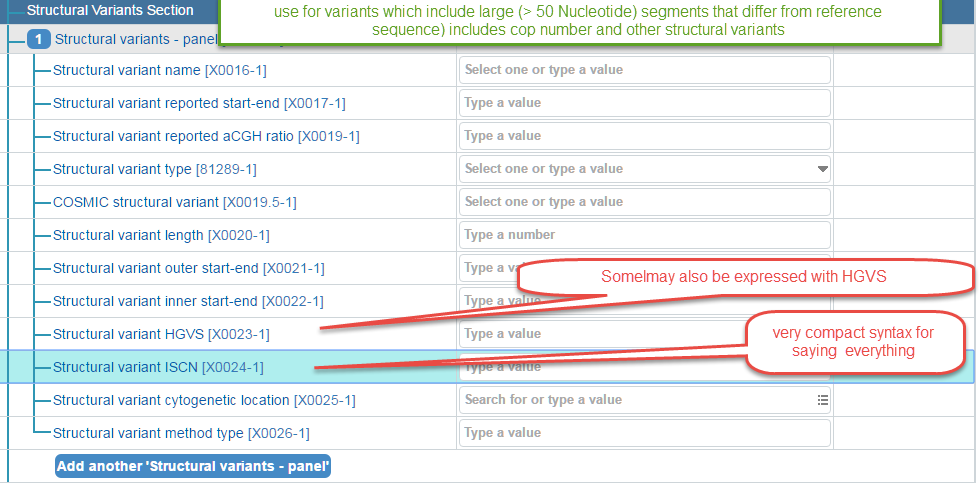 Structural Variants Section
use for variants which include large (> 50 Nucleotide) segments that differ from reference
sequence) includes cop number and other structural variants
1 Structural variants - panel
Structural variant name [X0016-1] Select one or type a value
Structural variant reported start-end [X0017-1] Type a value
Structural variant reported aCGH ratio [X0019-1] Type a value
Structural variant type [81289-1] Select one or type a value
COSMIC structural variant [X0019.5-1] Select one or type a value
Structural variant length [X0020-1] Type a number
Structural variant outer start-end [X0021-1] Type a
Somelmay also be expressed with HGVS
Structural variant inner start-end [X0022-1] Type a value
Structural variant HGVS [X0023-1] Type a value
very compact syntax for
saying everything
Structural variant ISCN [X0024-1] Type a value
Structural variant cytogenetic location [X0025-1] Search for or type a value
Structural variant method type [X0026-1] Type a value
Add another 'Structural variants - panel'